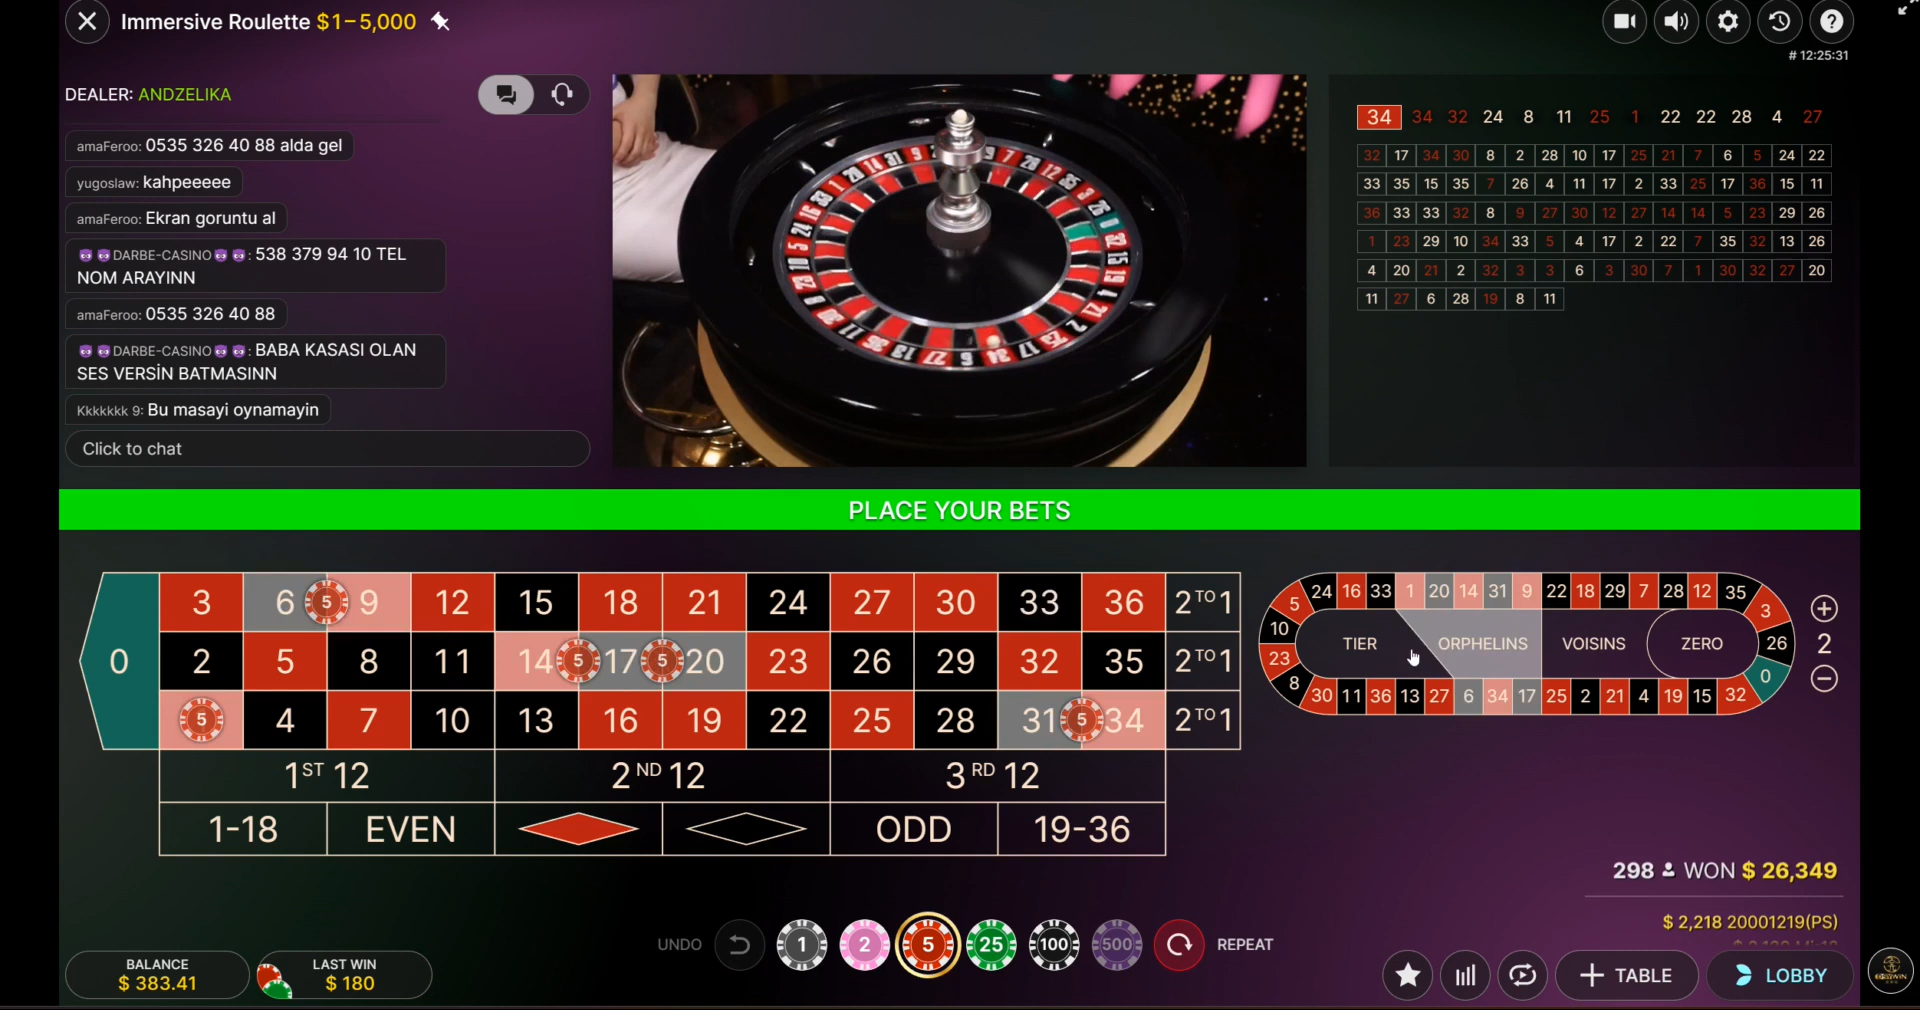 Immersive Roulette $1–5,000
# 12:25:31
DEALER: ANDZELIKA
amaFeroo: 0535 326 40 88 alda gel
yugoslaw: kahpeeeee
amaFeroo: Ekran goruntu al
😈😈DARBE-CASINO😈😈: 538 379 94 10 TEL
NOM ARAYINN
amaFeroo: 0535 326 40 88
😈😈DARBE-CASINO😈😈: BABA KASASI OLAN
SES VERSİN BATMASINN
Kkkkkkk 9: Bu masayi oynamayin
Click to chat
34 34 32 24 8 11 25 1 22 22 28 4 27
32 17 34 30 8 2 28 10 17 25 21 7 6 5 24 22
33 35 15 35 7 26 4 11 17 2 33 25 17 36 15 11
36 33 33 32 8 9 27 30 12 27 14 14 5 23 29 26
1 23 29 10 34 33 5 4 17 2 22 7 35 32 13 26
4 20 21 2 32 3 3 6 3 30 7 1 30 32 27 20
11 27 6 28 19 8 11
PLACE YOUR BETS
3 6 5 9 12 15 18 21 24 27 30 33 36 2 TO 1
0 2 5 8 11 14 5 17 5 20 23 26 29 32 35 2 TO 1
5 4 7 10 13 16 19 22 25 28 31 5 34 2 TO 1
1ST 12 2ND 12 3RD 12
1-18 EVEN ODD 19-36
5 24 16 33 1 20 14 31 9 22 18 29 7 28 12 35 3
10 TIER ORPHELINS VOISINS ZERO 26
23 8 30 11 36 13 27 6 34 17 25 2 21 4 19 15 32 0
2
298 WON $ 26,349
$ 2,218 20001219(PS)
UNDO 1 2 5 25 100 500 REPEAT
BALANCE
$ 383.41
LAST WIN
$ 180
TABLE
LOBBY